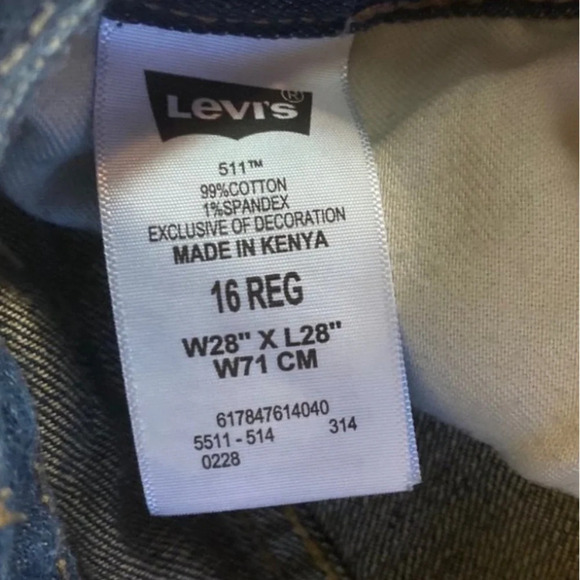 Levi's®
511™
99%COTTON
1%SPANDEX
EXCLUSIVE OF DECORATION
MADE IN KENYA
16 REG
W28" X L28"
W71 CM
617847614040
5511 - 514 314
0228